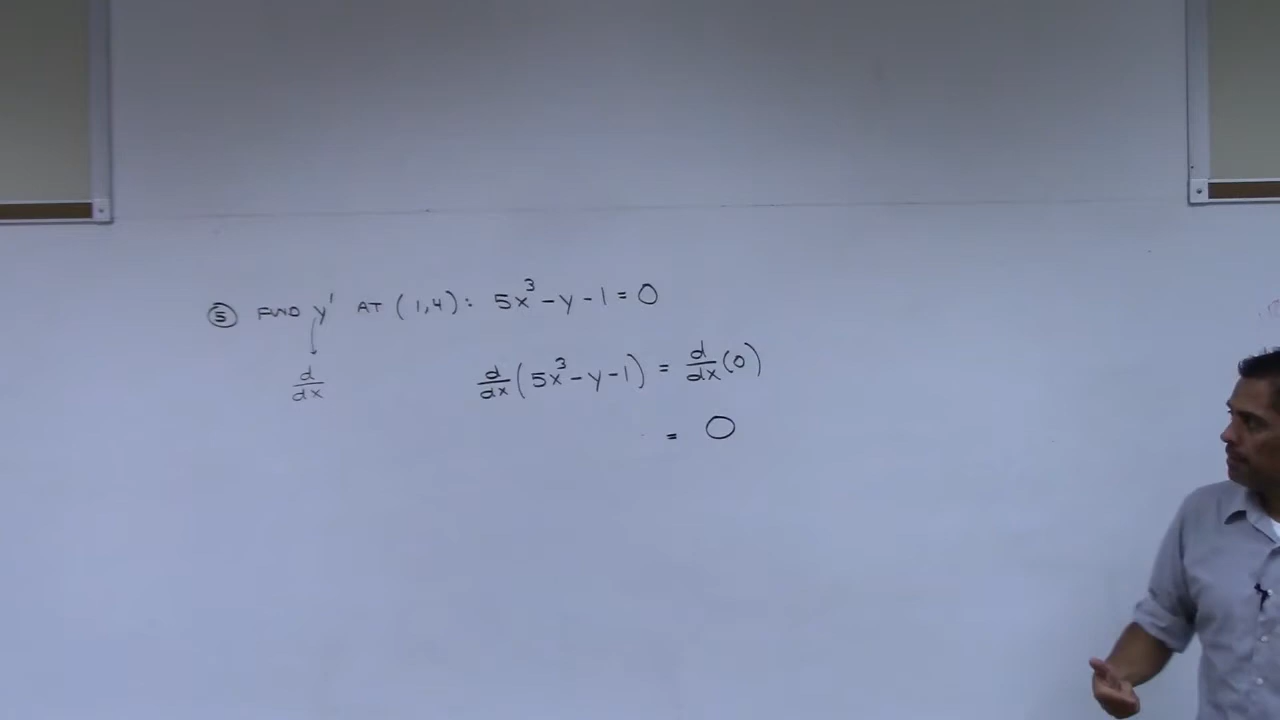 ⑤ FIND y' AT (1,4): 5x³-y-1=0
d/dx d/dx(5x³-y-1) = d/dx(0)
= 0